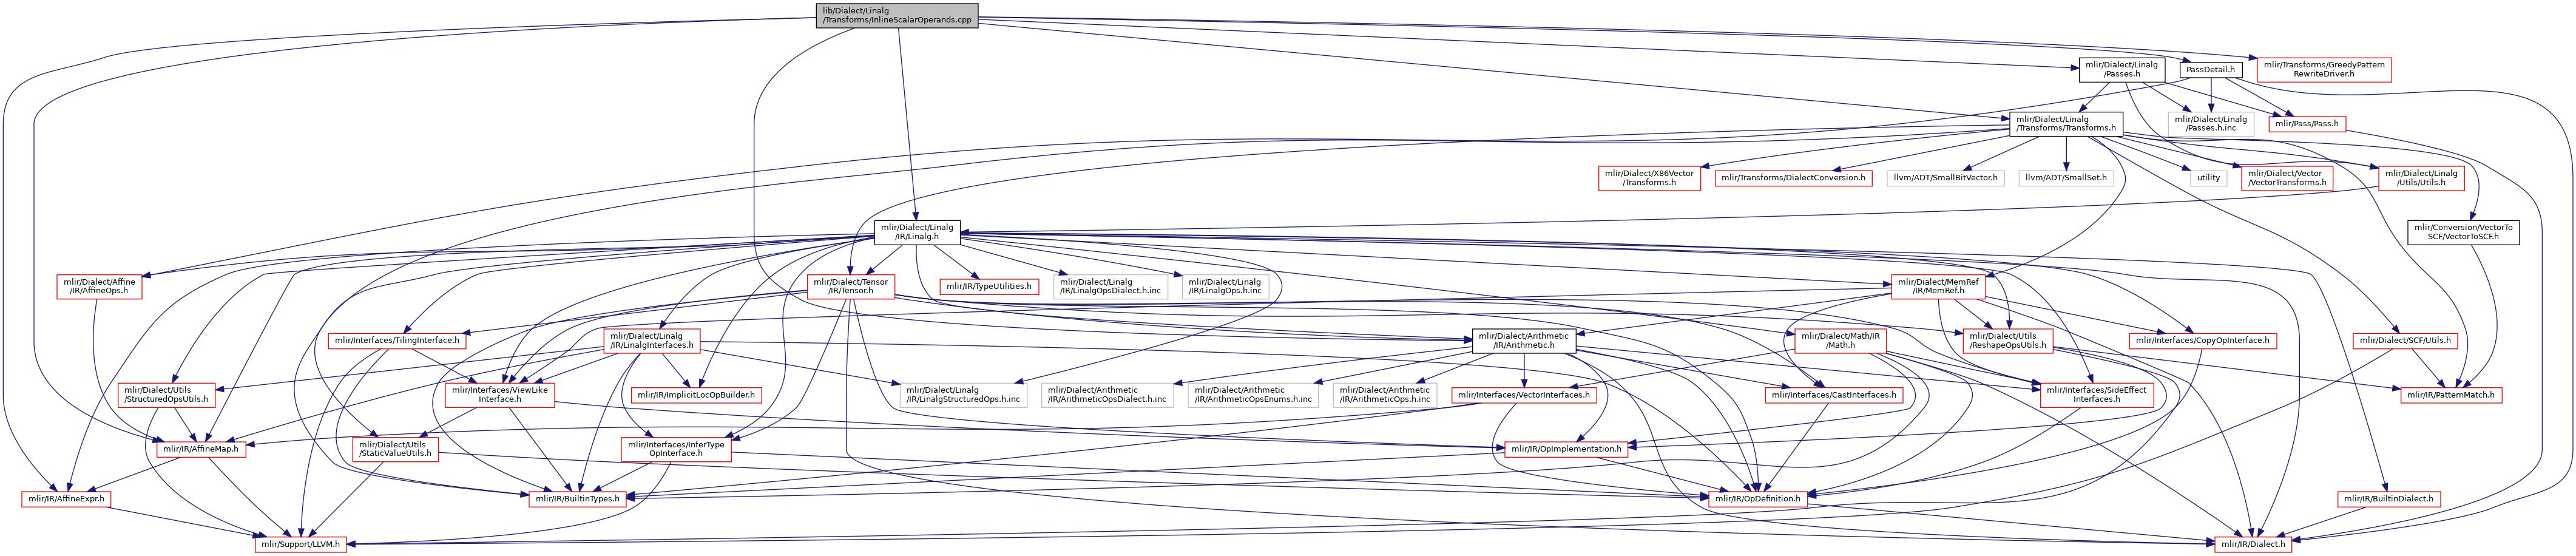 lib/Dialect/Linalg
/Transforms/InlineScalarOperands.cpp
mlir/Dialect/Linalg
/Passes.h
PassDetail.h
mlir/Transforms/GreedyPattern
RewriteDriver.h
mlir/Dialect/Linalg
/Transforms/Transforms.h
mlir/Dialect/Linalg
/Passes.h.inc
mlir/Pass/Pass.h
mlir/Dialect/X86Vector
/Transforms.h
mlir/Transforms/DialectConversion.h
llvm/ADT/SmallBitVector.h
llvm/ADT/SmallSet.h
utility
mlir/Dialect/Vector
/VectorTransforms.h
mlir/Dialect/Linalg
/Utils/Utils.h
mlir/Dialect/Linalg
/IR/Linalg.h
mlir/Conversion/VectorTo
SCF/VectorToSCF.h
mlir/Dialect/Affine
/IR/AffineOps.h
mlir/Dialect/Tensor
/IR/Tensor.h
mlir/IR/TypeUtilities.h
mlir/Dialect/Linalg
/IR/LinalgOpsDialect.h.inc
mlir/Dialect/Linalg
/IR/LinalgOps.h.inc
mlir/Dialect/MemRef
/IR/MemRef.h
mlir/Interfaces/TilingInterface.h
mlir/Dialect/Linalg
/IR/LinalgInterfaces.h
mlir/Dialect/Arithmetic
/IR/Arithmetic.h
mlir/Dialect/Math/IR
/Math.h
mlir/Dialect/Utils
/ReshapeOpsUtils.h
mlir/Interfaces/CopyOpInterface.h
mlir/Dialect/SCF/Utils.h
mlir/Dialect/Utils
/StructuredOpsUtils.h
mlir/Interfaces/ViewLike
Interface.h
mlir/IR/ImplicitLocOpBuilder.h
mlir/Dialect/Linalg
/IR/LinalgStructuredOps.h.inc
mlir/Dialect/Arithmetic
/IR/ArithmeticOpsDialect.h.inc
mlir/Dialect/Arithmetic
/IR/ArithmeticOpsEnums.h.inc
mlir/Dialect/Arithmetic
/IR/ArithmeticOps.h.inc
mlir/Interfaces/VectorInterfaces.h
mlir/Interfaces/CastInterfaces.h
mlir/Interfaces/SideEffect
Interfaces.h
mlir/IR/PatternMatch.h
mlir/IR/AffineMap.h
mlir/Dialect/Utils
/StaticValueUtils.h
mlir/Interfaces/InferType
OpInterface.h
mlir/IR/OpImplementation.h
mlir/IR/AffineExpr.h
mlir/IR/BuiltinTypes.h
mlir/IR/OpDefinition.h
mlir/IR/BuiltinDialect.h
mlir/Support/LLVM.h
mlir/IR/Dialect.h